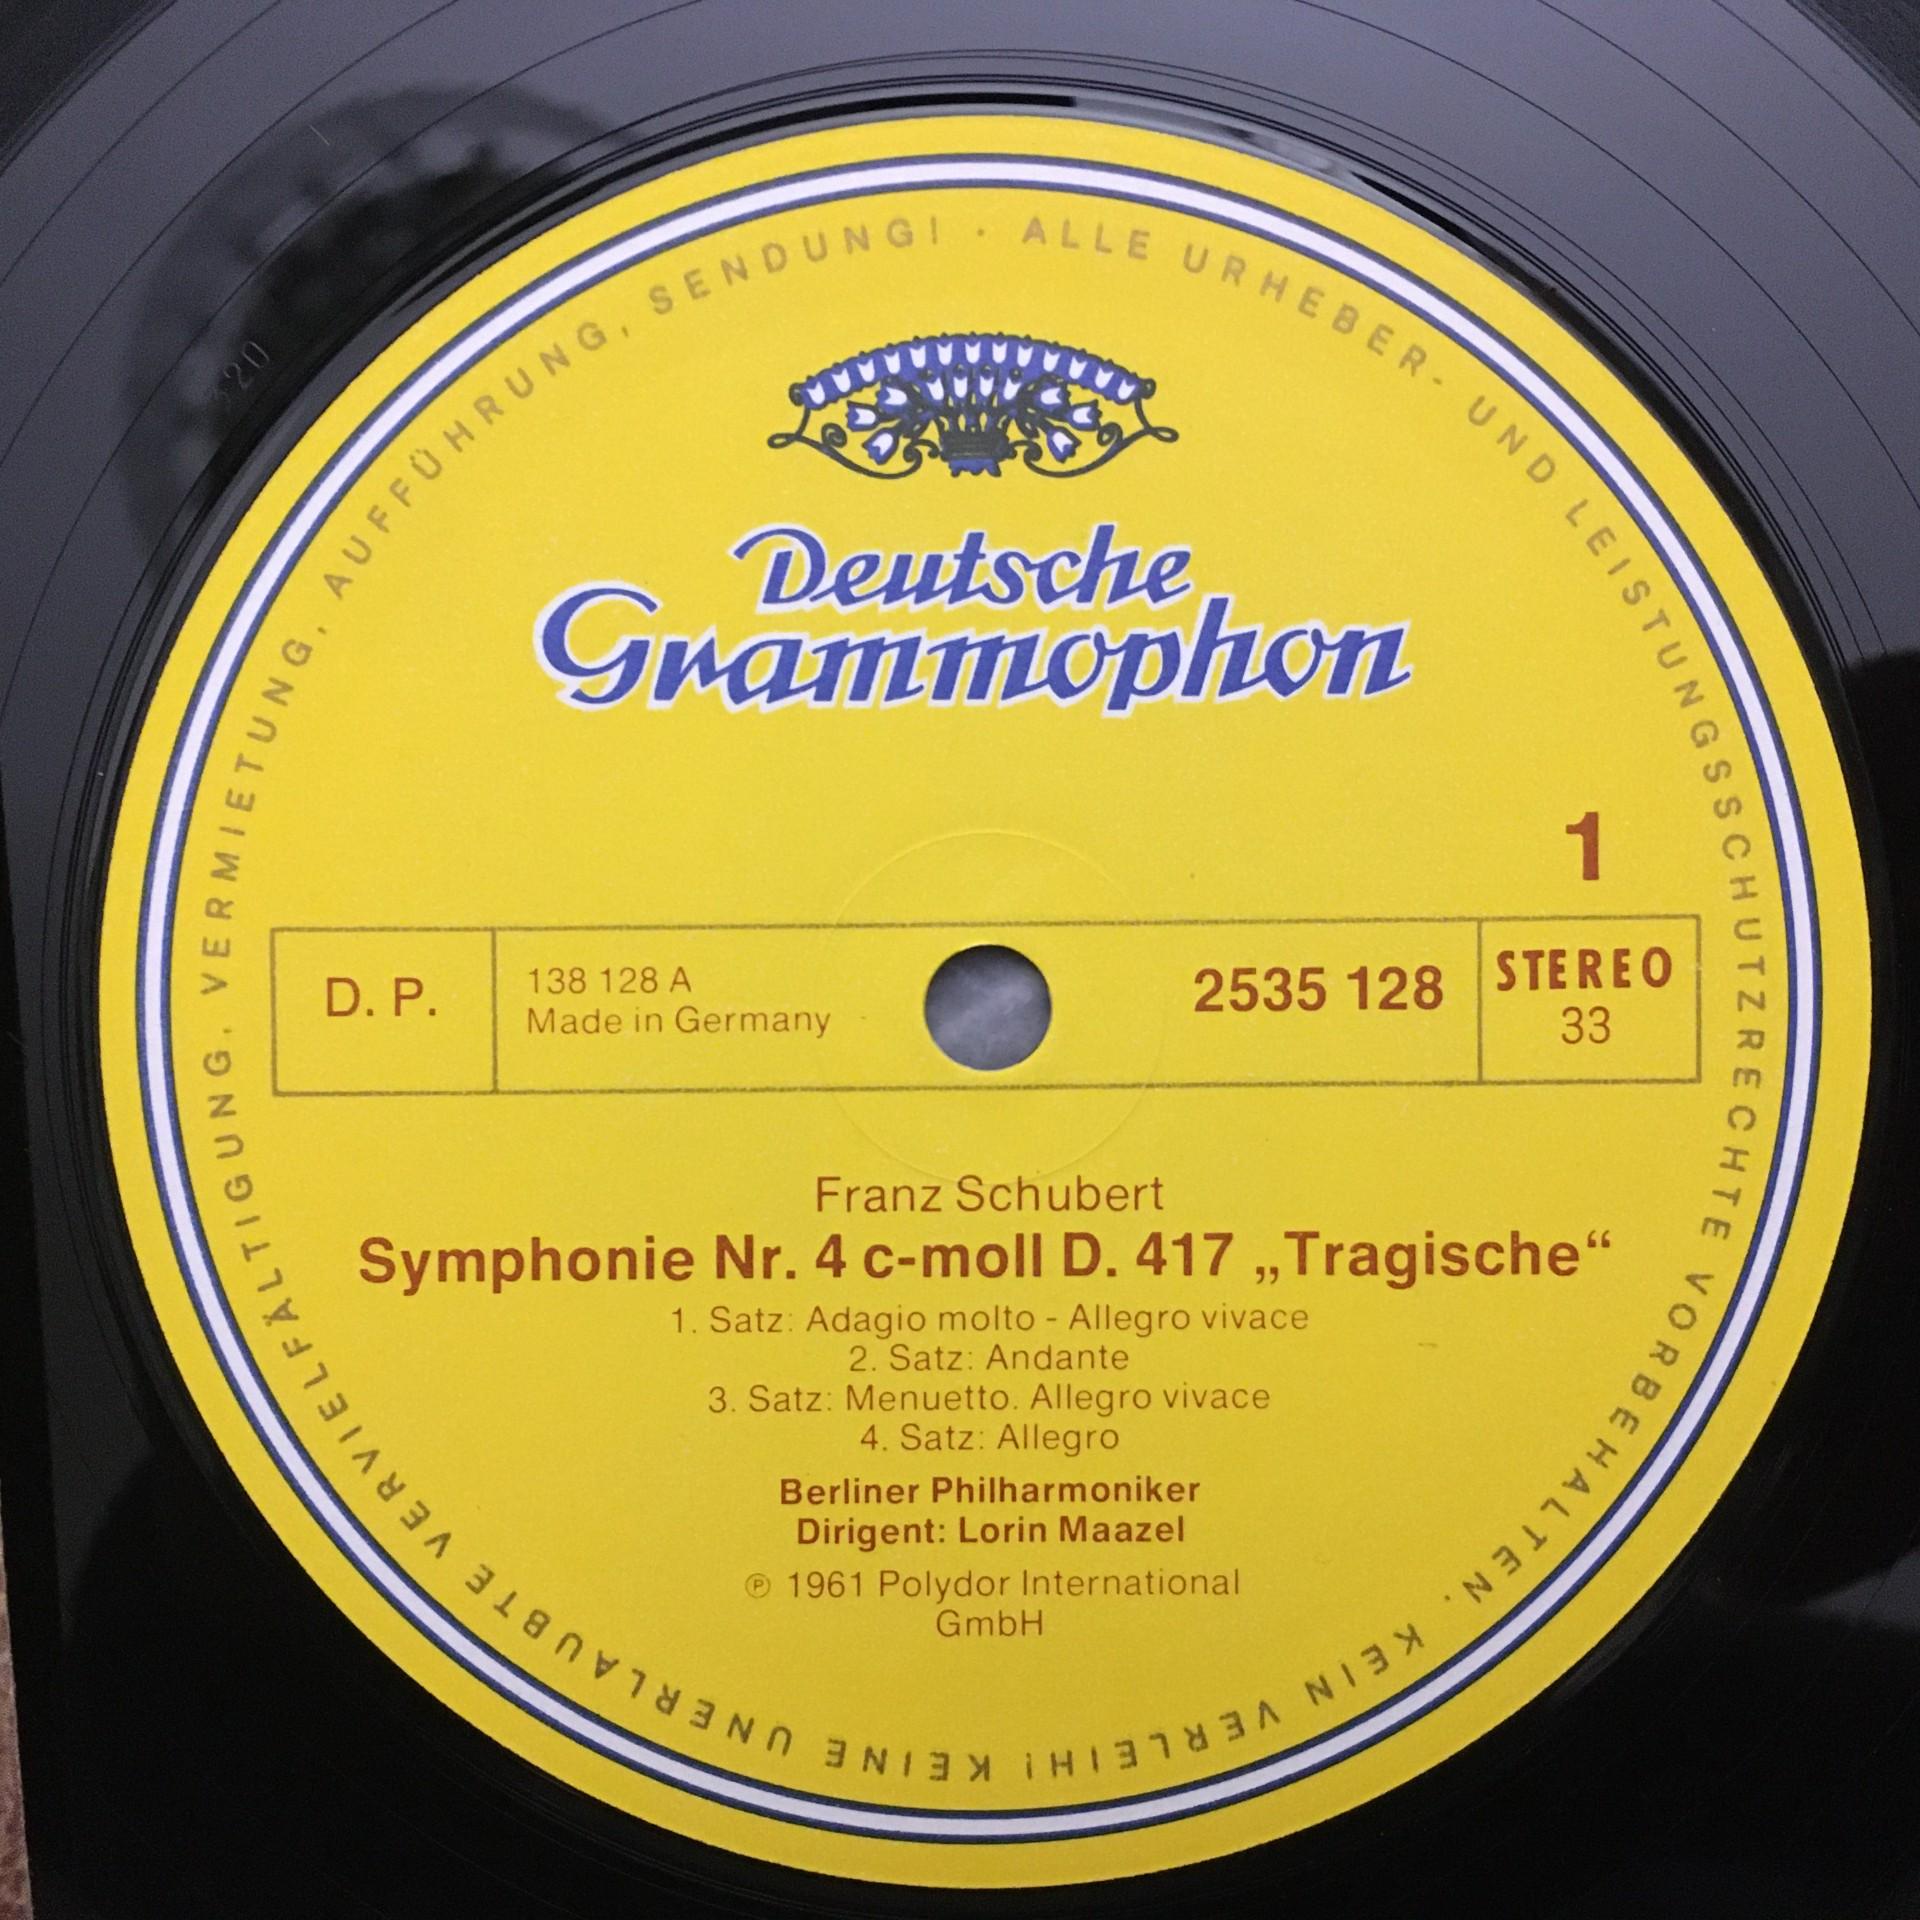 ALLE URHEBER- UND LEISTUNGSSCHUTZRECHTE VORBEHALTEN. KEIN VERLEIH! KEINE UNERLAUBTE VERVIELFÄLTIGUNG, VERMIETUNG, AUFFÜHRUNG, SENDUNG! ·
Deutsche
Grammophon
1
D. P.
138 128 A
Made in Germany
2535 128
STEREO
33
Franz Schubert
Symphonie Nr. 4 c-moll D. 417 „Tragische“
1. Satz: Adagio molto - Allegro vivace
2. Satz: Andante
3. Satz: Menuetto. Allegro vivace
4. Satz: Allegro
Berliner Philharmoniker
Dirigent: Lorin Maazel
℗ 1961 Polydor International
GmbH